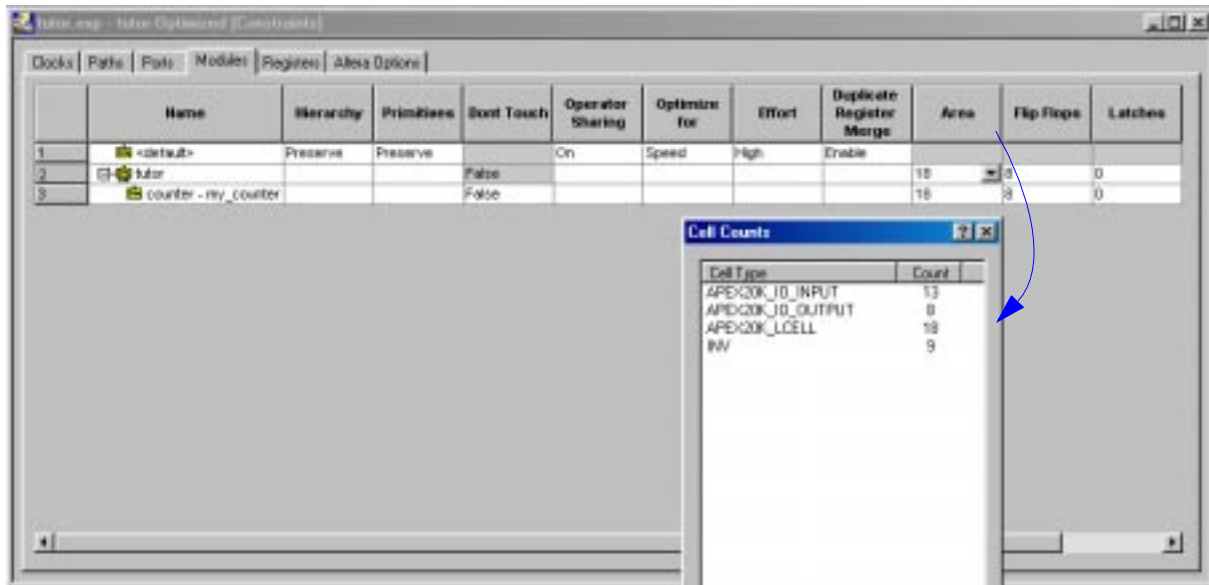 tutor.exp - tutor-Optimized [Constraints]
Clocks Paths Ports Modules Registers Altera Options
Name Hierarchy Primitives Dont Touch Operator Sharing Optimize for Effort Duplicate Register Merge Area Flip Flops Latches
1 <default> Preserve Preserve On Speed High Enable
2 tutor False 18 8 0
3 counter - my_counter False 18 8 0
Cell Counts
Cell Type Count
APEX20K_IO_INPUT 13
APEX20K_IO_OUTPUT 8
APEX20K_LCELL 18
INV 9